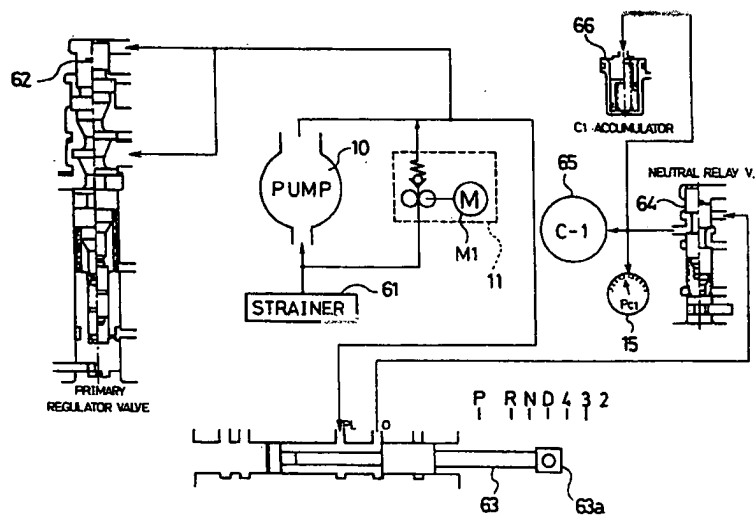 62
66
C1 ACCUMULATOR
10
65
NEUTRAL RELAY V.
64
PUMP
M
C-1
M1
11
STRAINER
61
PC1
15
PRIMARY
REGULATOR VALVE
P R N D 4 3 2
PL
D
63
63a